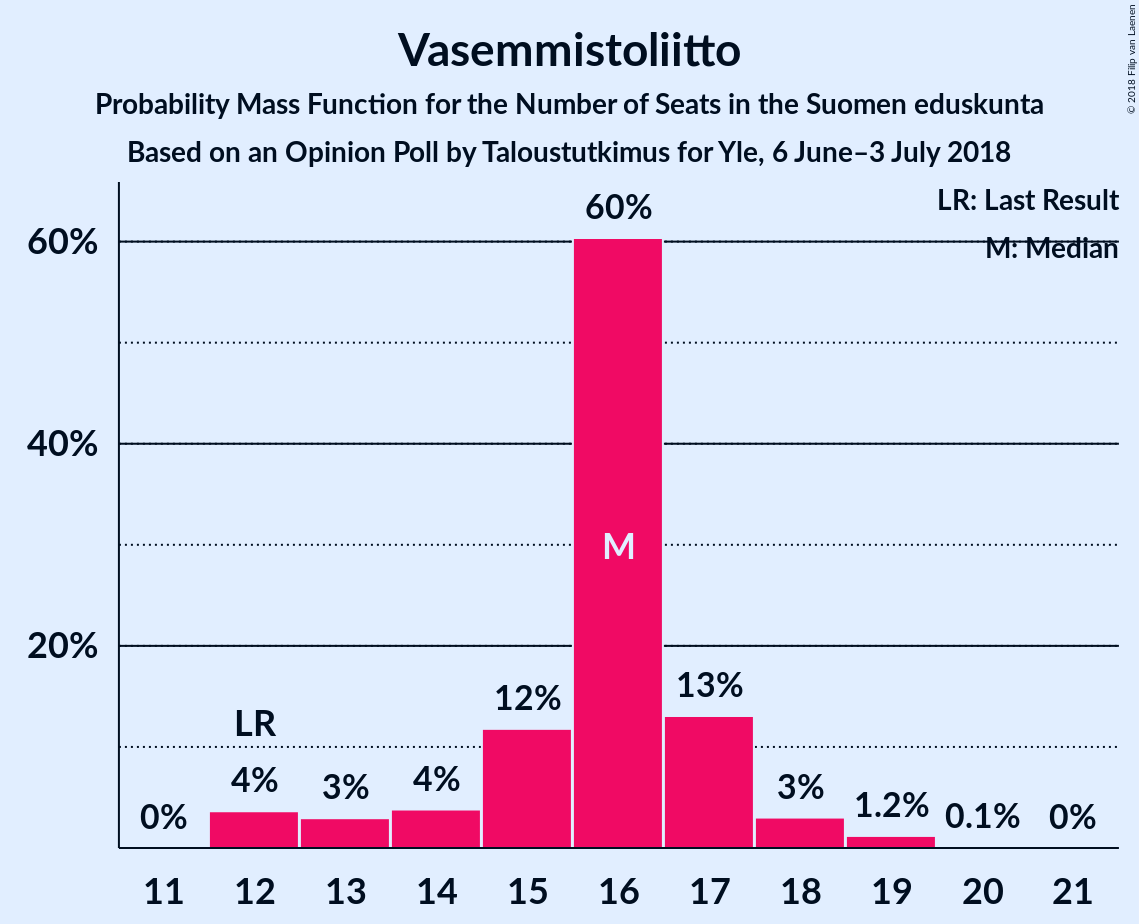 Vasemmistoliitto
Probability Mass Function for the Number of Seats in the Suomen eduskunta
Based on an Opinion Poll by Taloustutkimus for Yle, 6 June–3 July 2018
© 2018 Filip van Laenen
LR: Last Result
M: Median
60%
40%
20%
0%
LR
4%
3%
4%
12%
60%
M
13%
3%
1.2%
0.1%
0%
11 12 13 14 15 16 17 18 19 20 21